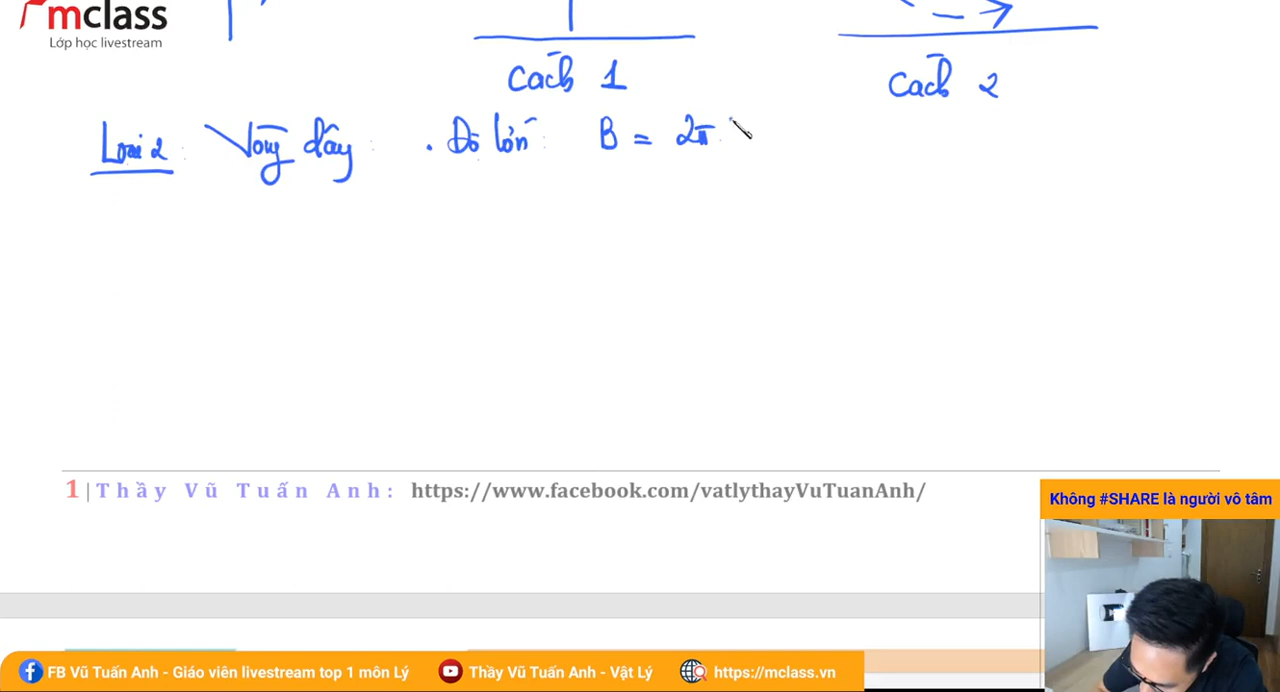 mclass
Lớp học livestream
Cách 1
Cách 2
Loại 2: Vòng dây: . Độ lớn: B = 2π
1|Thầy Vũ Tuấn Anh: https://www.facebook.com/vatlythayVuTuanAnh/
Không #SHARE là người vô tâm
FB Vũ Tuấn Anh - Giáo viên livestream top 1 môn Lý
Thầy Vũ Tuấn Anh - Vật Lý
https://mclass.vn